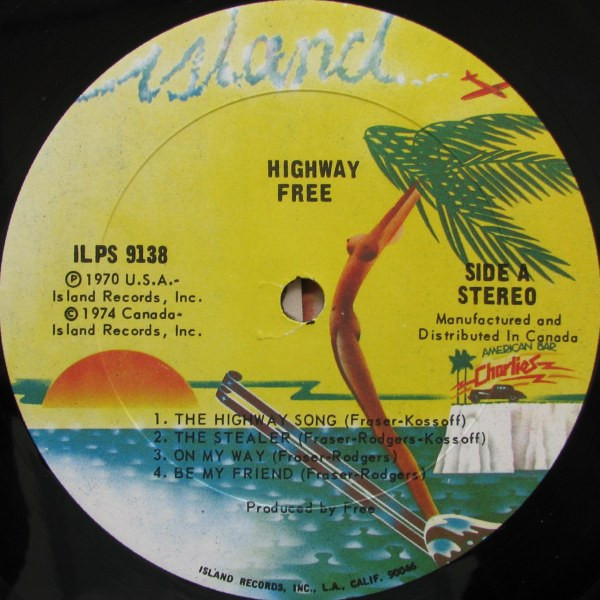 island
HIGHWAY
FREE
ILPS 9138
Ⓟ 1970 U.S.A.-
Island Records, Inc.
© 1974 Canada-
Island Records, Inc.
SIDE A
STEREO
Manufactured and
Distributed In Canada
AMERICAN BAR
Charlies
1. THE HIGHWAY SONG (Fraser-Kossoff)
2. THE STEALER (Fraser-Rodgers-Kossoff)
3. ON MY WAY (Fraser-Rodgers)
4. BE MY FRIEND (Fraser-Rodgers)
Produced by Free
ISLAND RECORDS, INC., L.A., CALIF. 90046